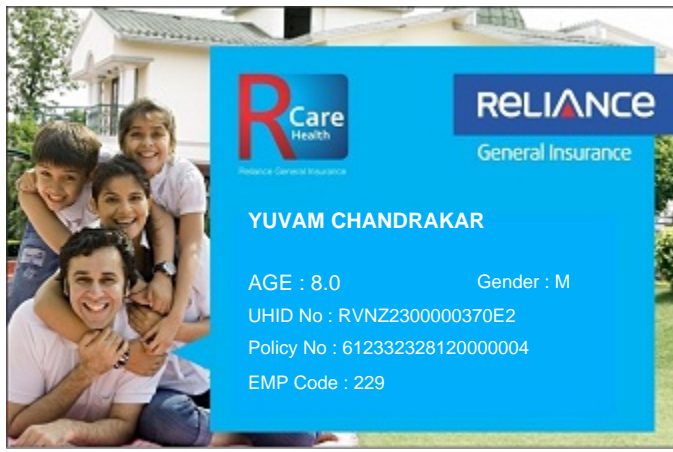 R Care
Health
Reliance General Insurance
RELIANCE
General Insurance
YUVAM CHANDRAKAR
AGE : 8.0 Gender : M
UHID No : RVNZ2300000370E2
Policy No : 612332328120000004
EMP Code : 229